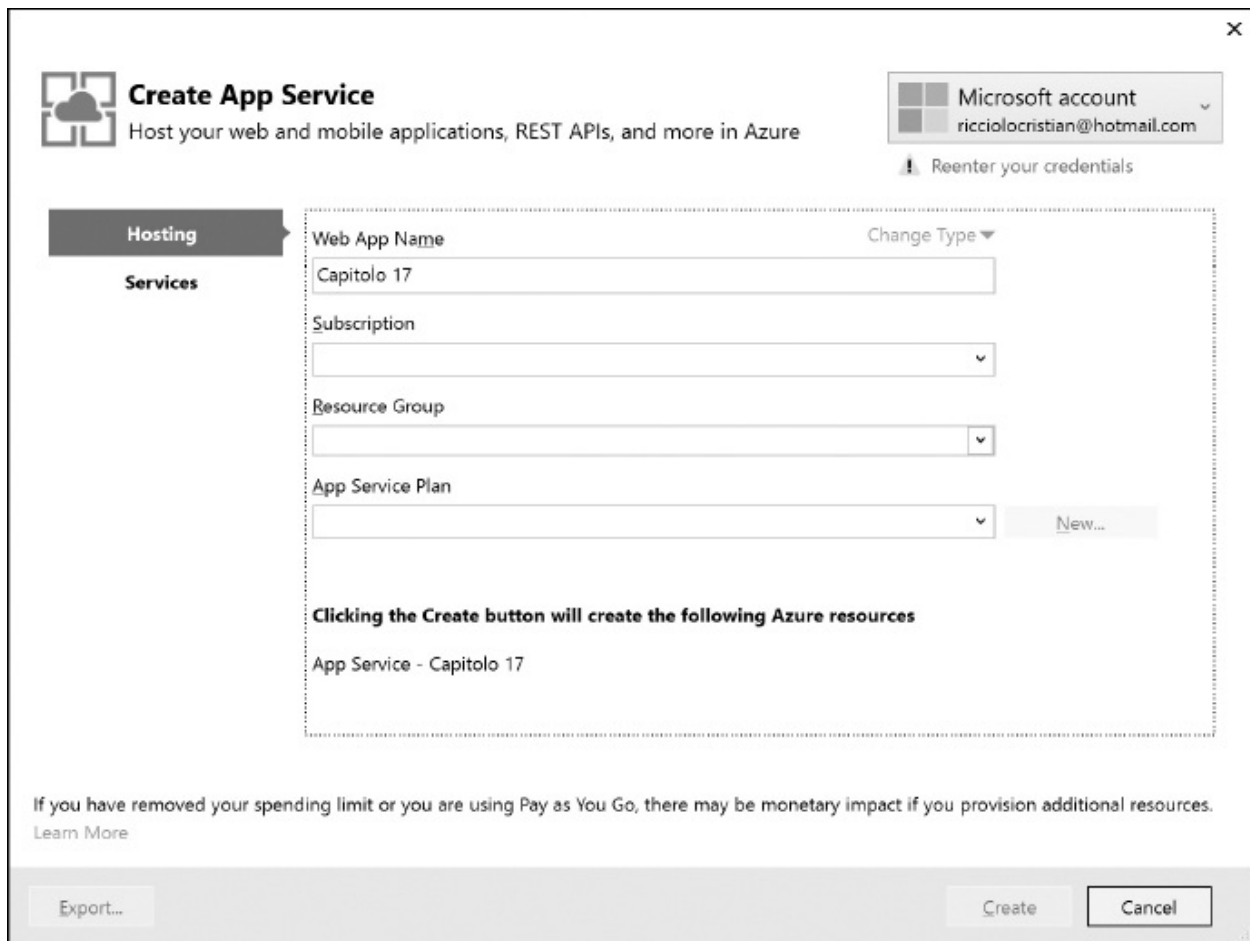 Create App Service
Host your web and mobile applications, REST APIs, and more in Azure
Microsoft account
ricciolocristian@hotmail.com
Reenter your credentials
Hosting
Services
Web App Name
Change Type
Capitolo 17
Subscription
Resource Group
App Service Plan
New...
Clicking the Create button will create the following Azure resources
App Service - Capitolo 17
If you have removed your spending limit or you are using Pay as You Go, there may be monetary impact if you provision additional resources.
Learn More
Export...
Create
Cancel